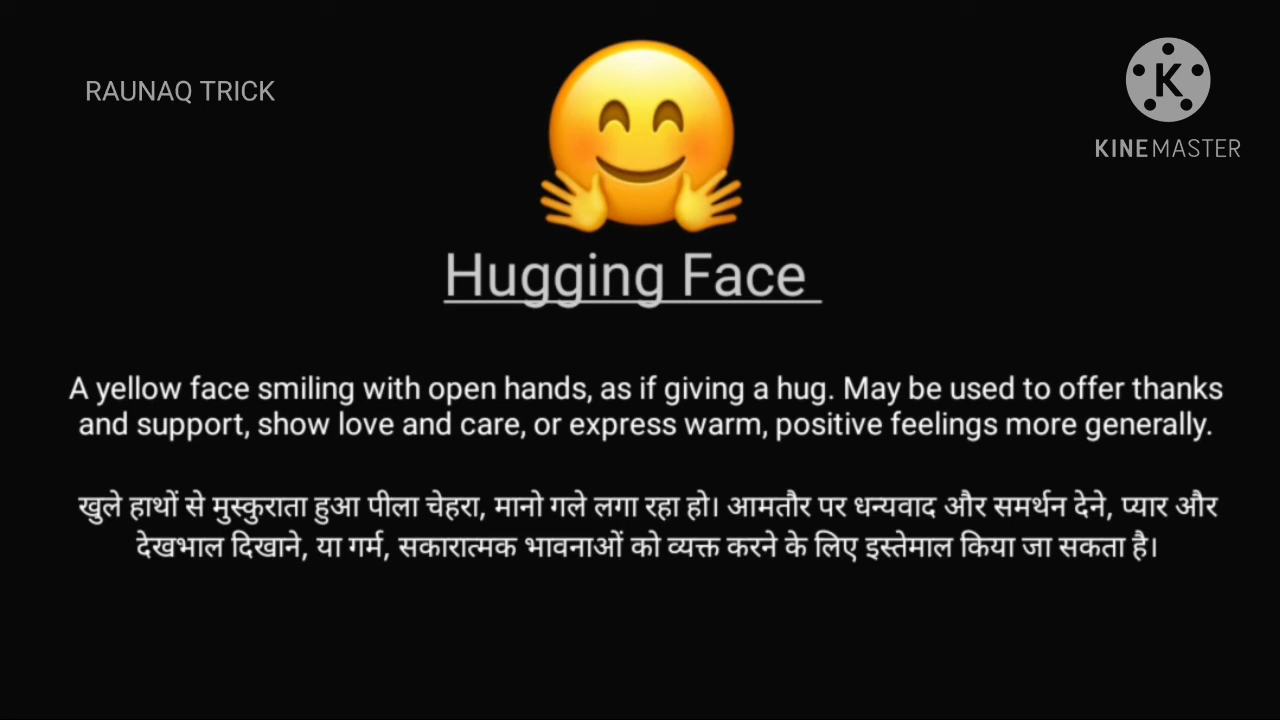 RAUNAQ TRICK
K
KINEMASTER
Hugging Face
A yellow face smiling with open hands, as if giving a hug. May be used to offer thanks
and support, show love and care, or express warm, positive feelings more generally.
खुले हाथों से मुस्कुराता हुआ पीला चेहरा, मानो गले लगा रहा हो। आमतौर पर धन्यवाद और समर्थन देने, प्यार और
देखभाल दिखाने, या गर्म, सकारात्मक भावनाओं को व्यक्त करने के लिए इस्तेमाल किया जा सकता है।